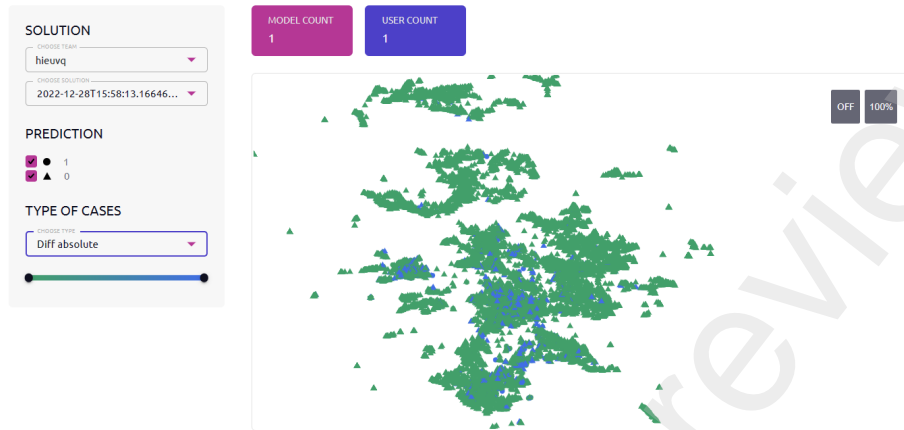 SOLUTION
CHOOSE TEAM
hieuvq
CHOOSE SOLUTION
2022-12-28T15:58:13.16646...
PREDICTION
1
0
TYPE OF CASES
CHOOSE TYPE
Diff absolute
MODEL COUNT
1
USER COUNT
1
OFF
100%
review